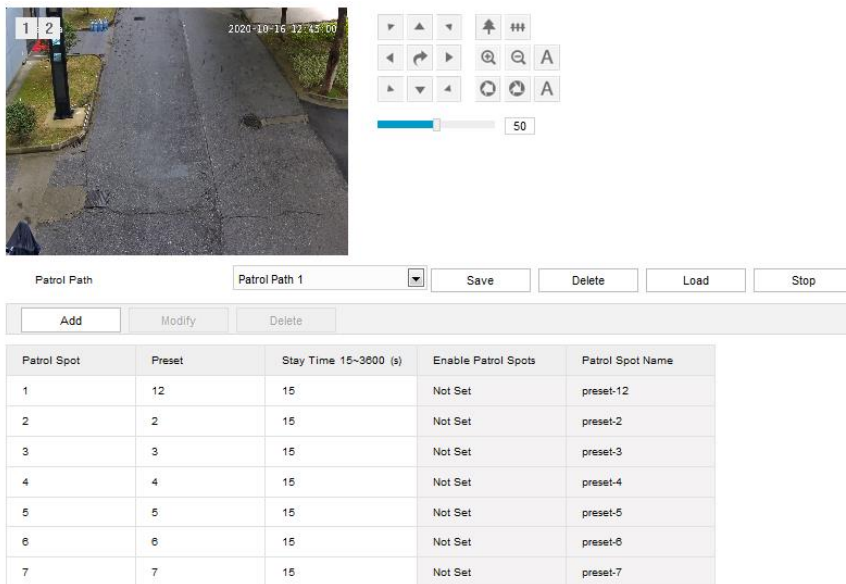 1 2
2020-10-16 12:45:00
A
A
50
Patrol Path Patrol Path 1 Save Delete Load Stop
Add Modify Delete
Patrol Spot Preset Stay Time 15~3600 (s) Enable Patrol Spots Patrol Spot Name
1 12 15 Not Set preset-12
2 2 15 Not Set preset-2
3 3 15 Not Set preset-3
4 4 15 Not Set preset-4
5 5 15 Not Set preset-5
6 6 15 Not Set preset-6
7 7 15 Not Set preset-7